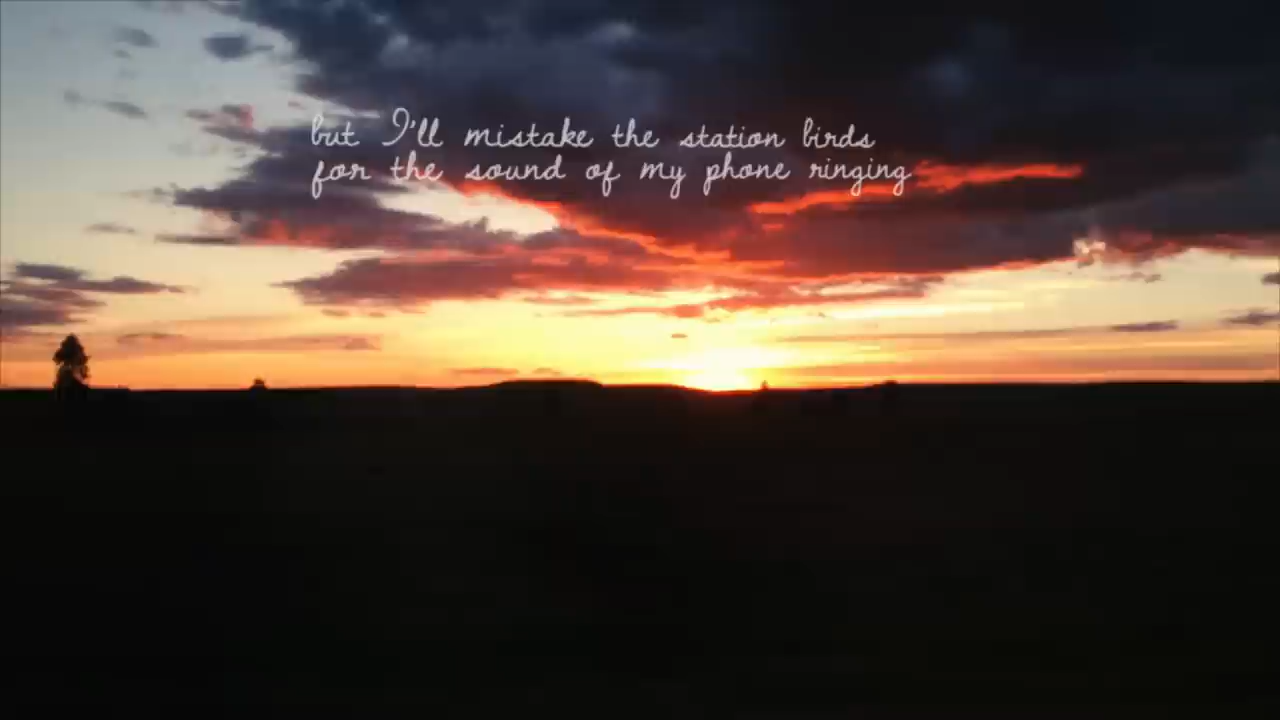 but I'll mistake the station birds
for the sound of my phone ringing